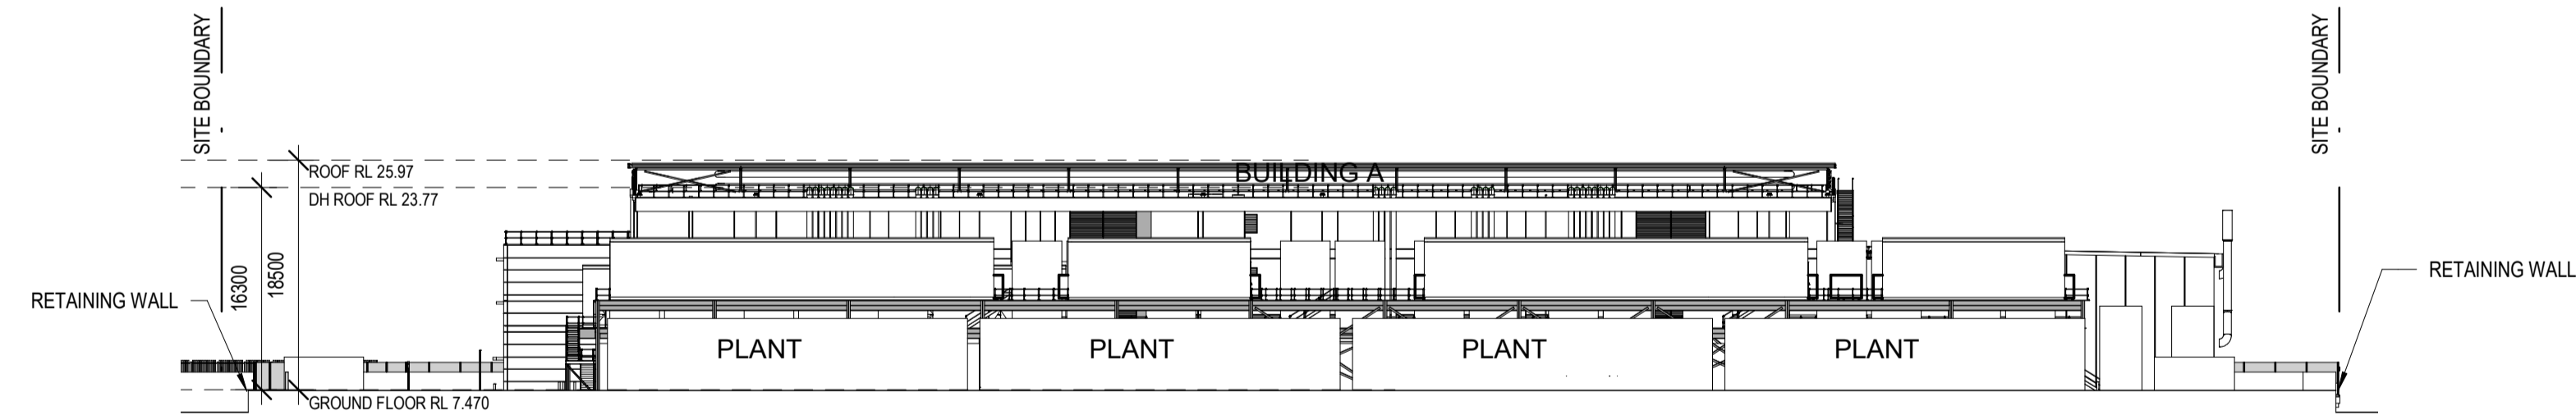 SITE BOUNDARY
SITE BOUNDARY
ROOF RL 25.97
BUILDING A
DH ROOF RL 23.77
16300
18500
RETAINING WALL
RETAINING WALL
PLANT
PLANT
PLANT
PLANT
GROUND FLOOR RL 7.470